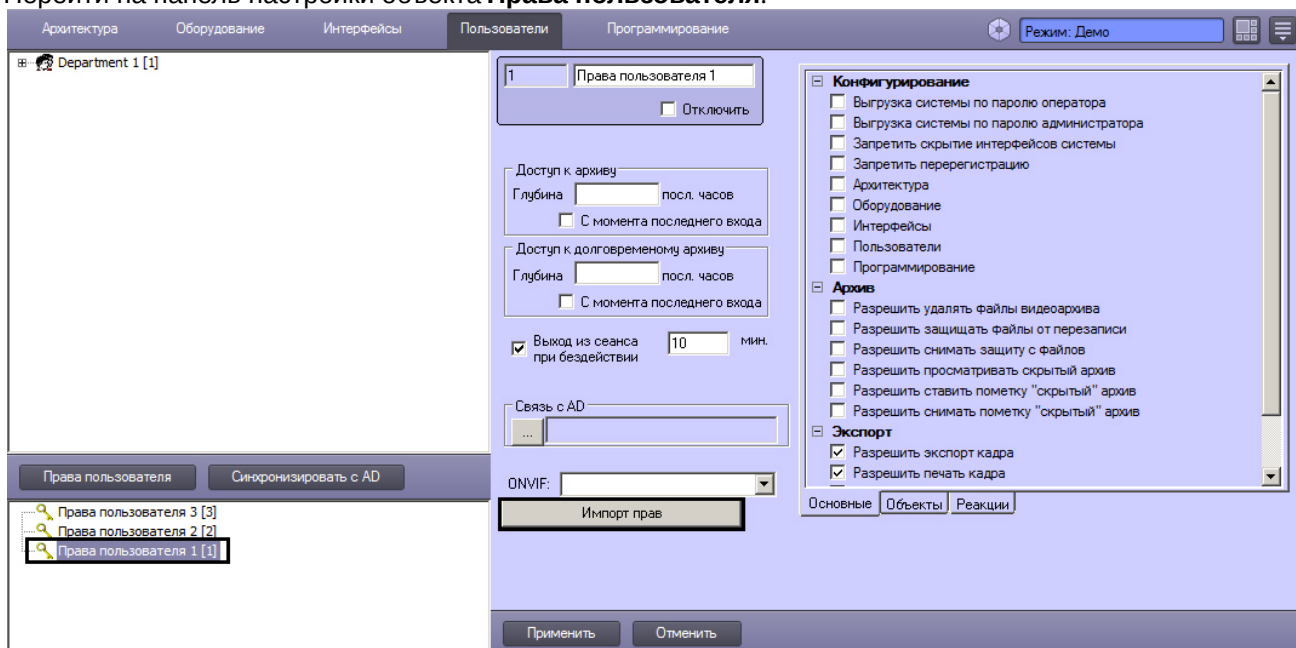 Перейти на панель настройки объекта Права пользователя.
Архитектура Оборудование Интерфейсы Пользователи Программирование Режим: Демо
Department 1 [1]
1 Права пользователя 1
Отключить
Доступ к архиву
Глубина посл. часов
С момента последнего входа
Доступ к долговременому архиву
Глубина посл. часов
С момента последнего входа
Выход из сеанса
при бездействии
10 мин.
Связь с AD
...
ONVIF:
Импорт прав
Конфигурирование
Выгрузка системы по паролю оператора
Выгрузка системы по паролю администратора
Запретить скрытие интерфейсов системы
Запретить перерегистрацию
Архитектура
Оборудование
Интерфейсы
Пользователи
Программирование
Архив
Разрешить удалять файлы видеоархива
Разрешить защищать файлы от перезаписи
Разрешить снимать защиту с файлов
Разрешить просматривать скрытый архив
Разрешить ставить пометку "скрытый" архив
Разрешить снимать пометку "скрытый" архив
Экспорт
Разрешить экспорт кадра
Разрешить печать кадра
Основные Объекты Реакции
Права пользователя Синхронизировать с AD
Права пользователя 3 [3]
Права пользователя 2 [2]
Права пользователя 1 [1]
Применить Отменить